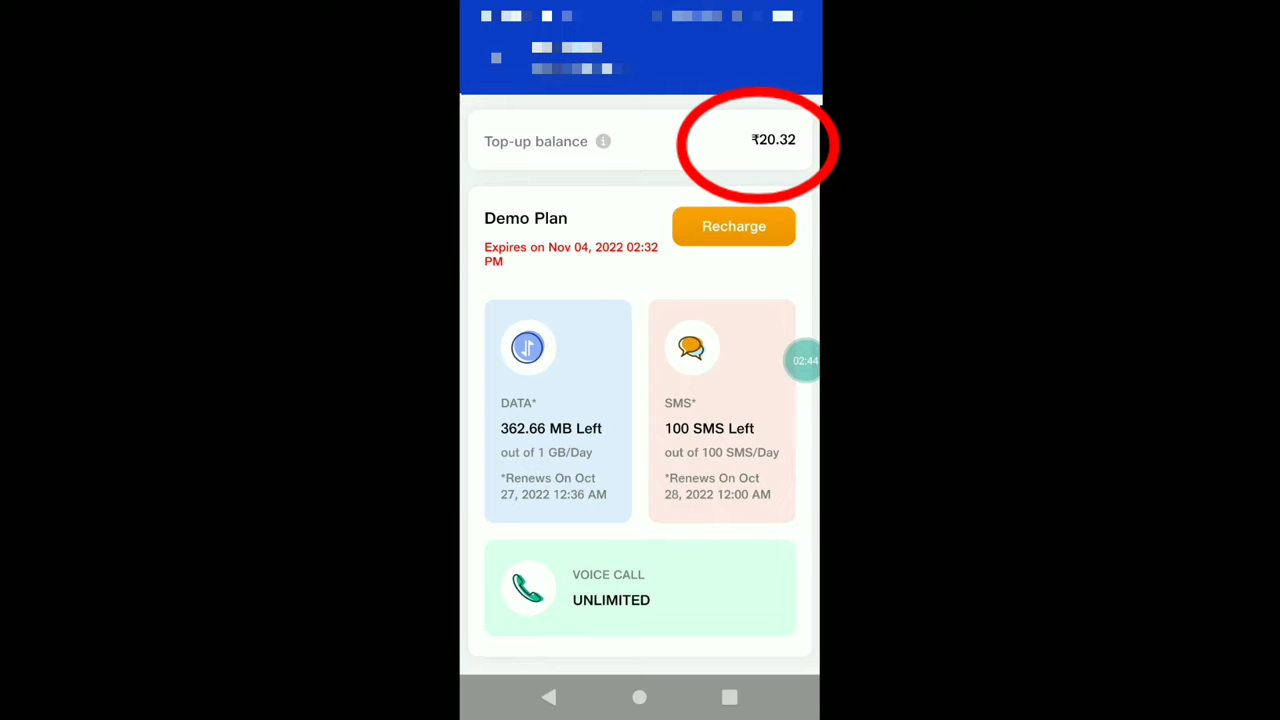 Top-up balance
₹20.32
Demo Plan
Recharge
Expires on Nov 04, 2022 02:32
PM
DATA*
362.66 MB Left
out of 1 GB/Day
*Renews On Oct
27, 2022 12:36 AM
SMS*
100 SMS Left
out of 100 SMS/Day
*Renews On Oct
28, 2022 12:00 AM
02:44
VOICE CALL
UNLIMITED